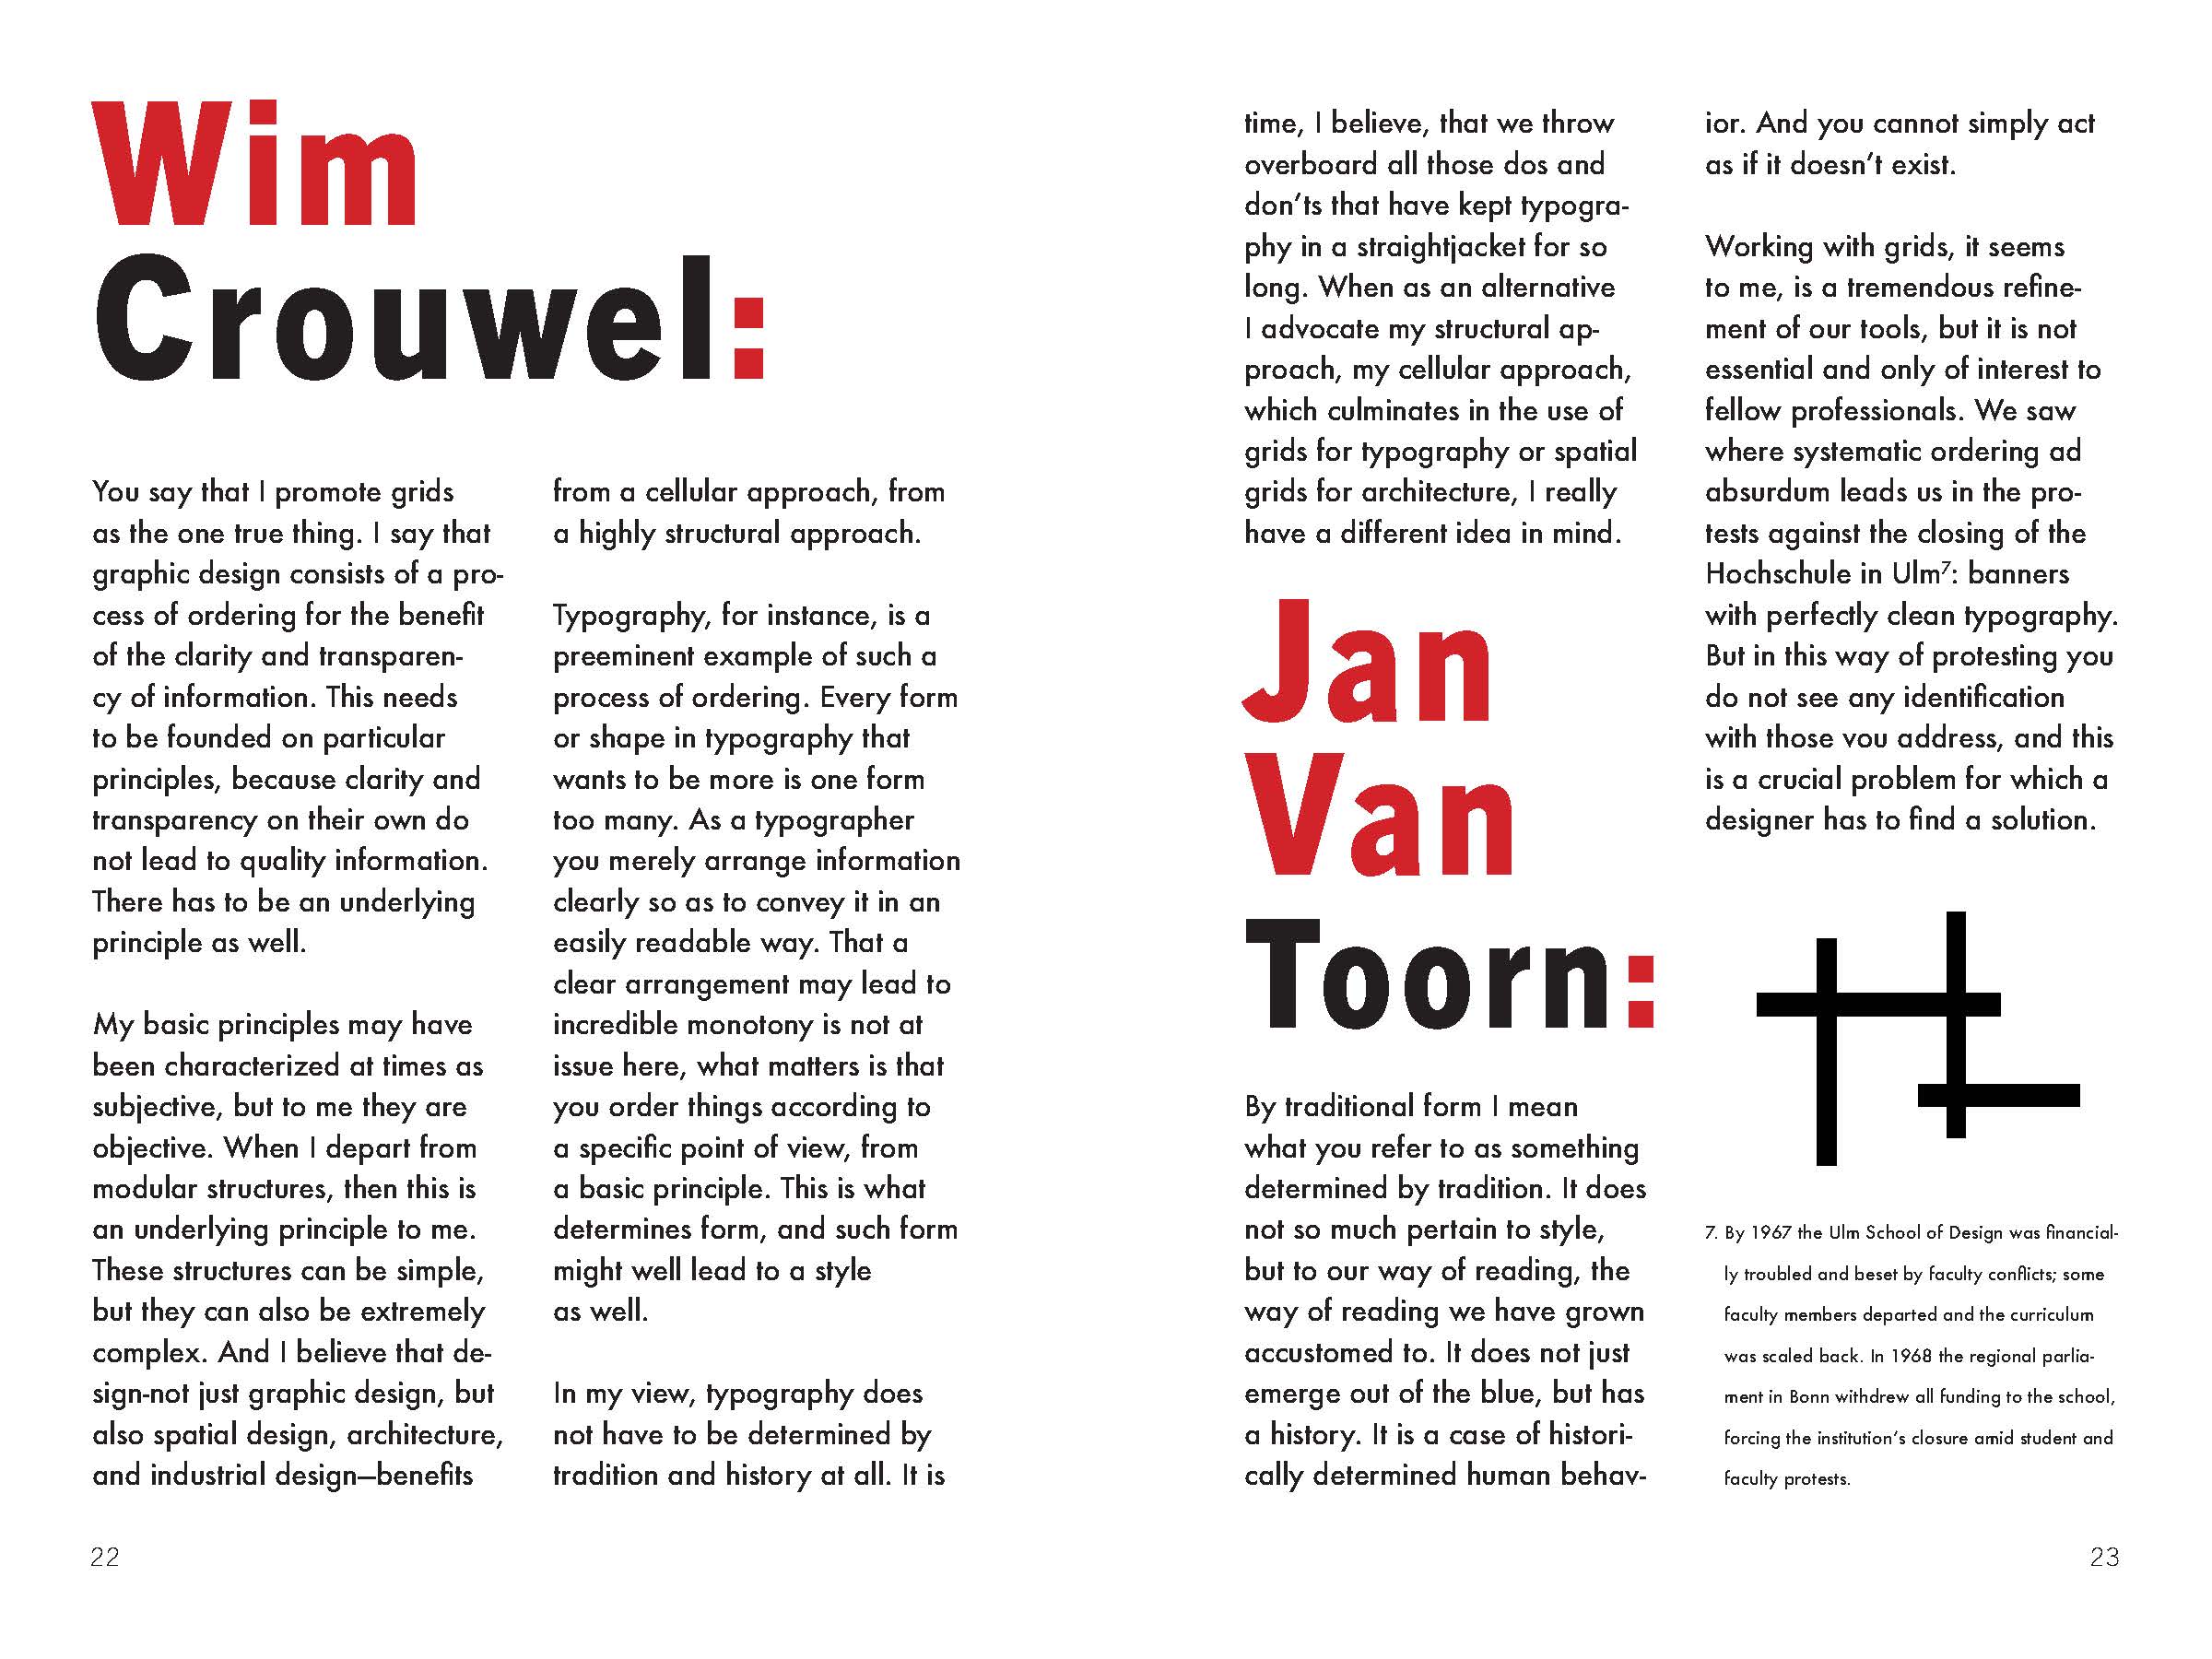 Wim
Crouwel:
You say that I promote grids
as the one true thing. I say that
graphic design consists of a pro-
cess of ordering for the benefit
of the clarity and transparen-
cy of information. This needs
to be founded on particular
principles, because clarity and
transparency on their own do
not lead to quality information.
There has to be an underlying
principle as well.
My basic principles may have
been characterized at times as
subjective, but to me they are
objective. When I depart from
modular structures, then this is
an underlying principle to me.
These structures can be simple,
but they can also be extremely
complex. And I believe that de-
sign-not just graphic design, but
also spatial design, architecture,
and industrial design—benefits
from a cellular approach, from
a highly structural approach.
Typography, for instance, is a
preeminent example of such a
process of ordering. Every form
or shape in typography that
wants to be more is one form
too many. As a typographer
you merely arrange information
clearly so as to convey it in an
easily readable way. That a
clear arrangement may lead to
incredible monotony is not at
issue here, what matters is that
you order things according to
a specific point of view, from
a basic principle. This is what
determines form, and such form
might well lead to a style
as well.
In my view, typography does
not have to be determined by
tradition and history at all. It is
22
time, I believe, that we throw
overboard all those dos and
don’ts that have kept typogra-
phy in a straightjacket for so
long. When as an alternative
I advocate my structural ap-
proach, my cellular approach,
which culminates in the use of
grids for typography or spatial
grids for architecture, I really
have a different idea in mind.
Jan
Van
Toorn:
By traditional form I mean
what you refer to as something
determined by tradition. It does
not so much pertain to style,
but to our way of reading, the
way of reading we have grown
accustomed to. It does not just
emerge out of the blue, but has
a history. It is a case of histori-
cally determined human behav-
ior. And you cannot simply act
as if it doesn’t exist.
Working with grids, it seems
to me, is a tremendous refine-
ment of our tools, but it is not
essential and only of interest to
fellow professionals. We saw
where systematic ordering ad
absurdum leads us in the pro-
tests against the closing of the
Hochschule in Ulm⁷: banners
with perfectly clean typography.
But in this way of protesting you
do not see any identification
with those vou address, and this
is a crucial problem for which a
designer has to find a solution.
7. By 1967 the Ulm School of Design was financial-
ly troubled and beset by faculty conflicts; some
faculty members departed and the curriculum
was scaled back. In 1968 the regional parlia-
ment in Bonn withdrew all funding to the school,
forcing the institution’s closure amid student and
faculty protests.
23